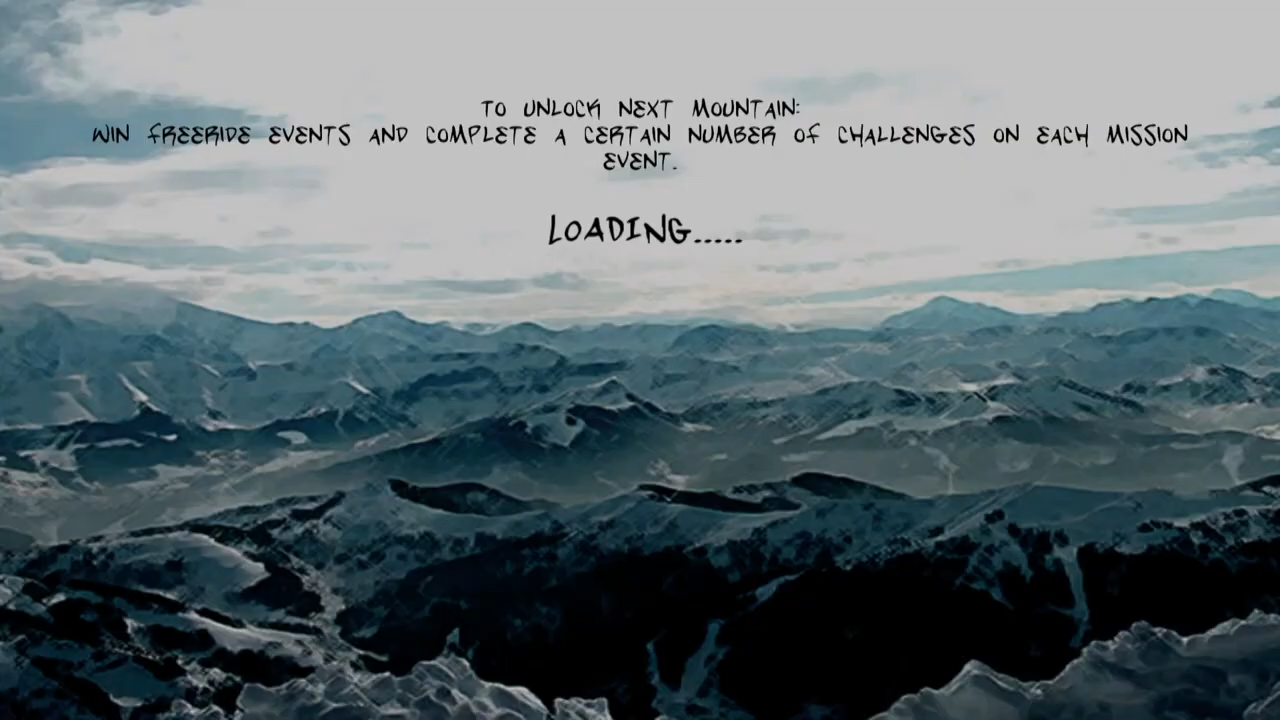 TO UNLOCK NEXT MOUNTAIN:
WIN FREERIDE EVENTS AND COMPLETE A CERTAIN NUMBER OF CHALLENGES ON EACH MISSION
EVENT.
LOADING.....